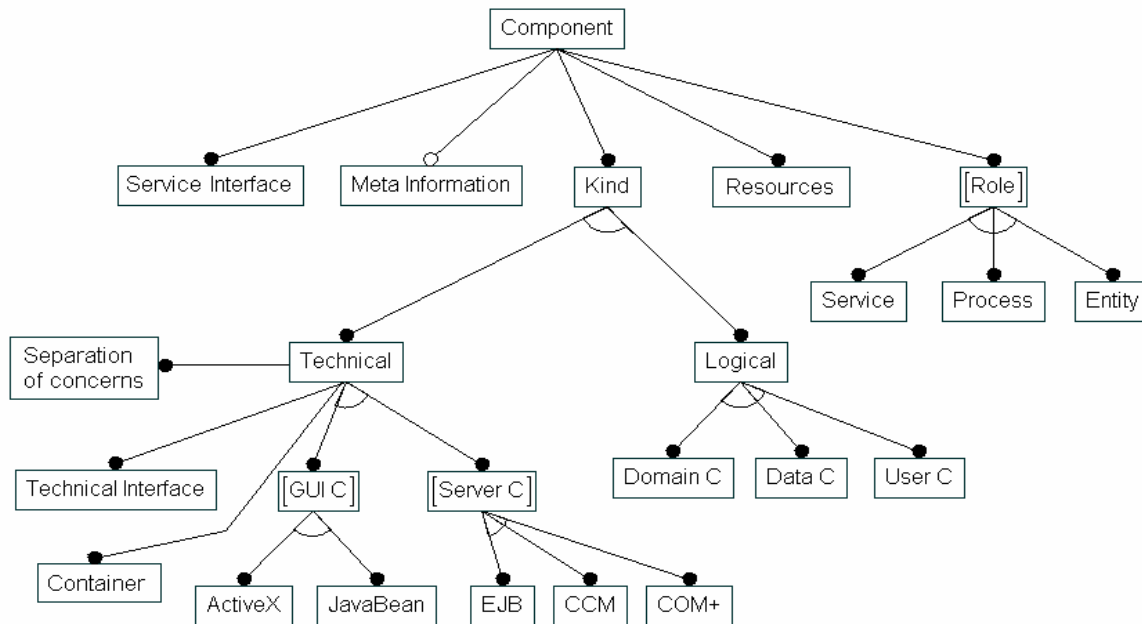 Component
Service Interface
Meta Information
Kind
Resources
[Role]
Service
Process
Entity
Separation
of concerns
Technical
Logical
Technical Interface
[GUI C]
[Server C]
Domain C
Data C
User C
Container
ActiveX
JavaBean
EJB
CCM
COM+